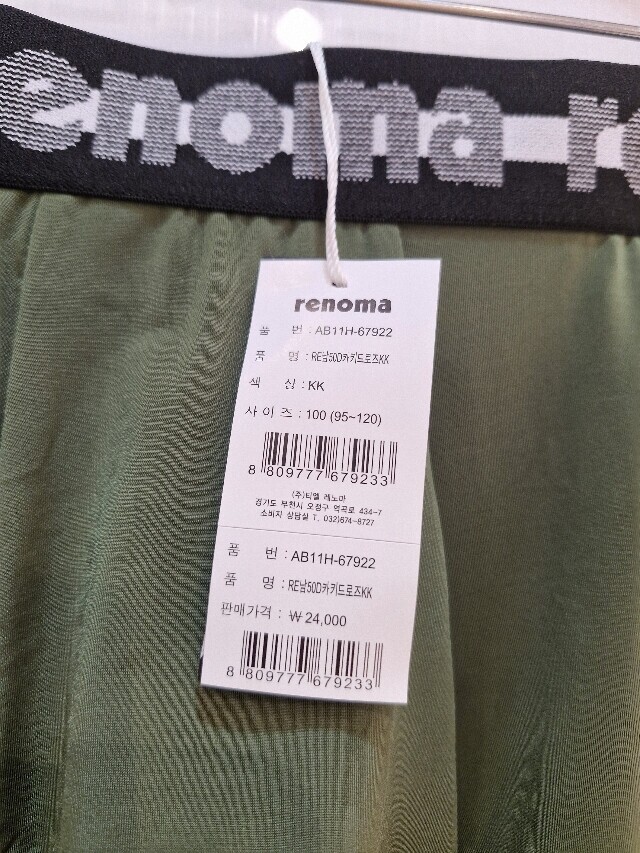 enoma re
renoma
품 번 : AB11H-67922
품 명 : RE남50D카키드로즈KK
섹 상 : KK
사 이 즈 : 100 (95~120)
8 809777 679233
(주)티엘 레노마
경기도 부천시 오정구 역곡로 434-7
소비자 상담실 T. 032)674-8727
품 번 : AB11H-67922
품 명 : RE남50D카키드로즈KK
판매가격 : ₩ 24,000
8 809777 679233